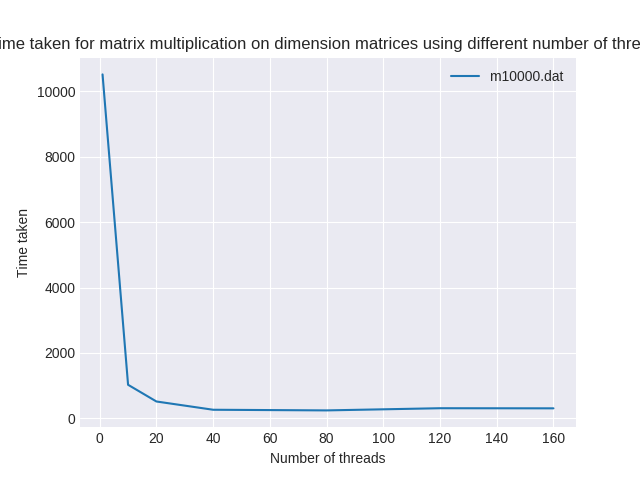 ime taken for matrix multiplication on dimension matrices using different number of thre
m10000.dat
10000
8000
6000
4000
2000
0
Time taken
0 20 40 60 80 100 120 140 160
Number of threads